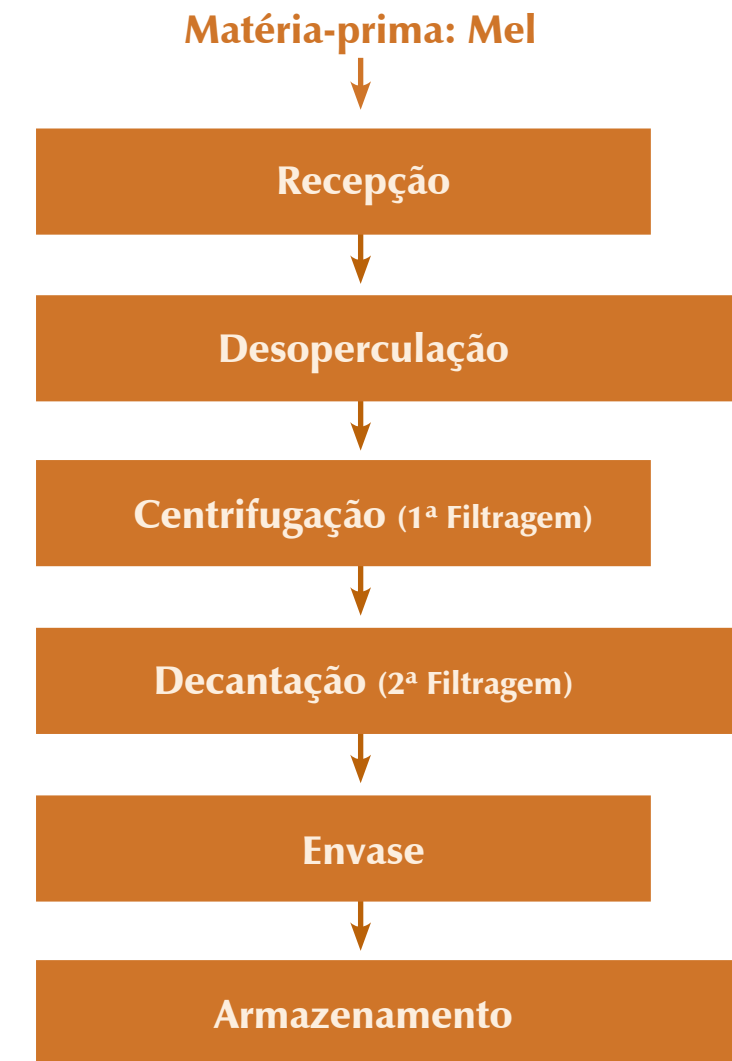 Matéria-prima: Mel
Recepção
Desoperculação
Centrifugação (1ª Filtragem)
Decantação (2ª Filtragem)
Envase
Armazenamento